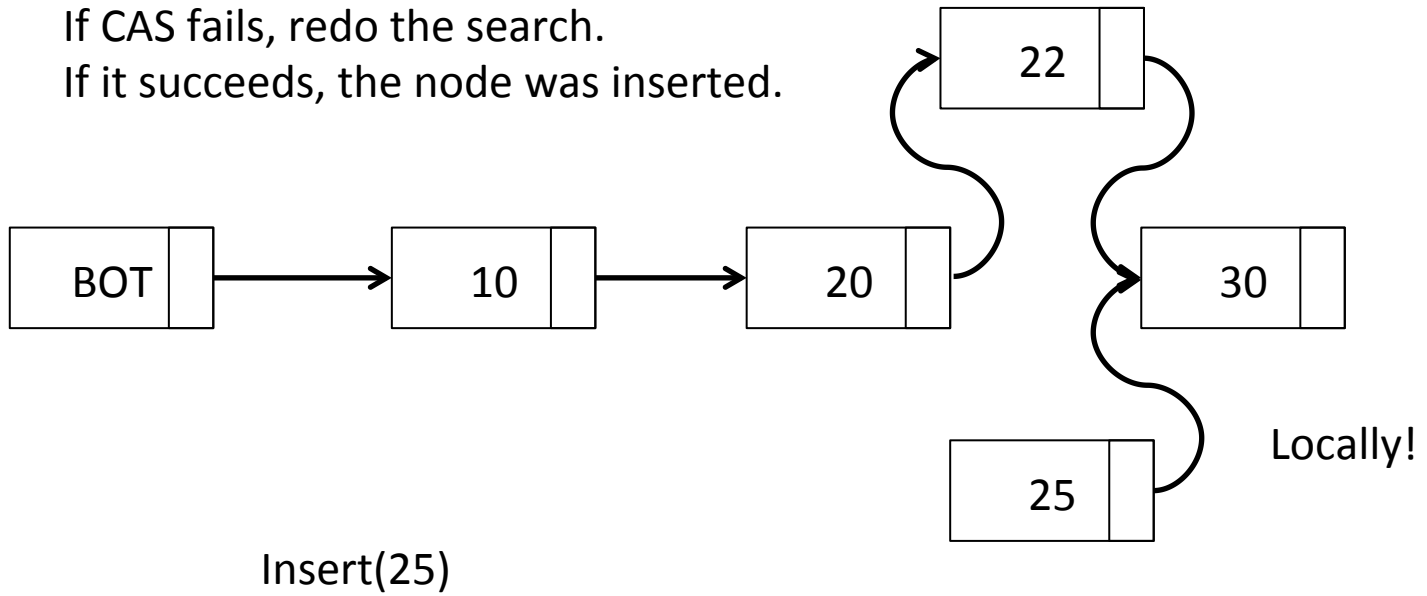 If CAS fails, redo the search.
If it succeeds, the node was inserted.
22
BOT
10
20
30
Locally!
25
Insert(25)